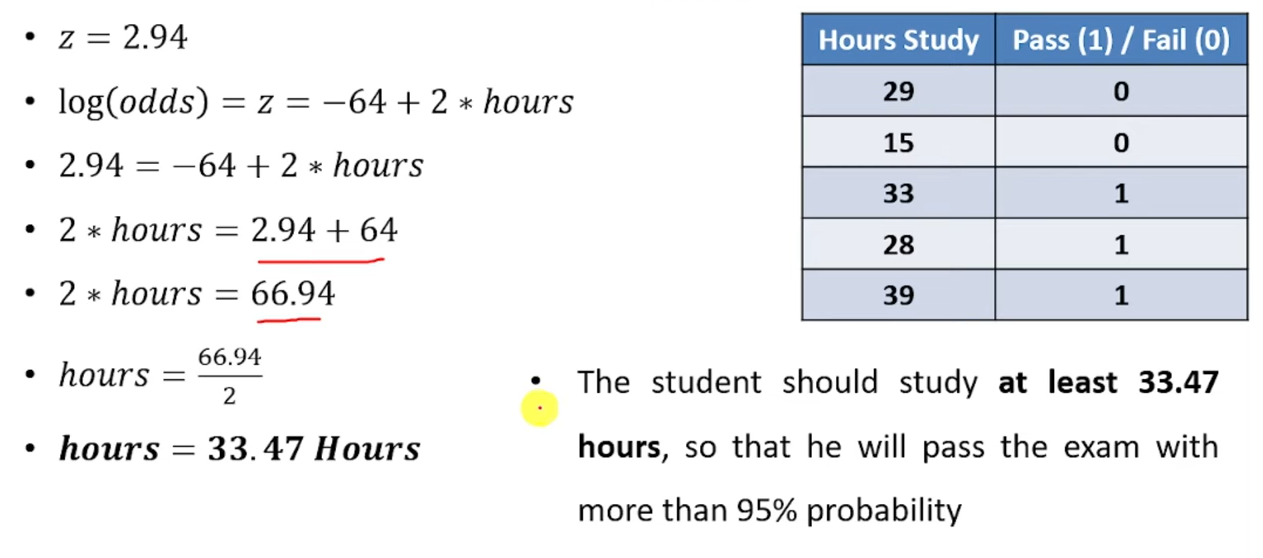 • z = 2.94
• log(odds) = z = −64 + 2 ∗ hours
• 2.94 = −64 + 2 ∗ hours
• 2 ∗ hours = 2.94 + 64
• 2 ∗ hours = 66.94
• hours = 66.94/2
• hours = 33.47 Hours
Hours Study Pass (1) / Fail (0)
29 0
15 0
33 1
28 1
39 1
• The student should study at least 33.47
hours, so that he will pass the exam with
more than 95% probability